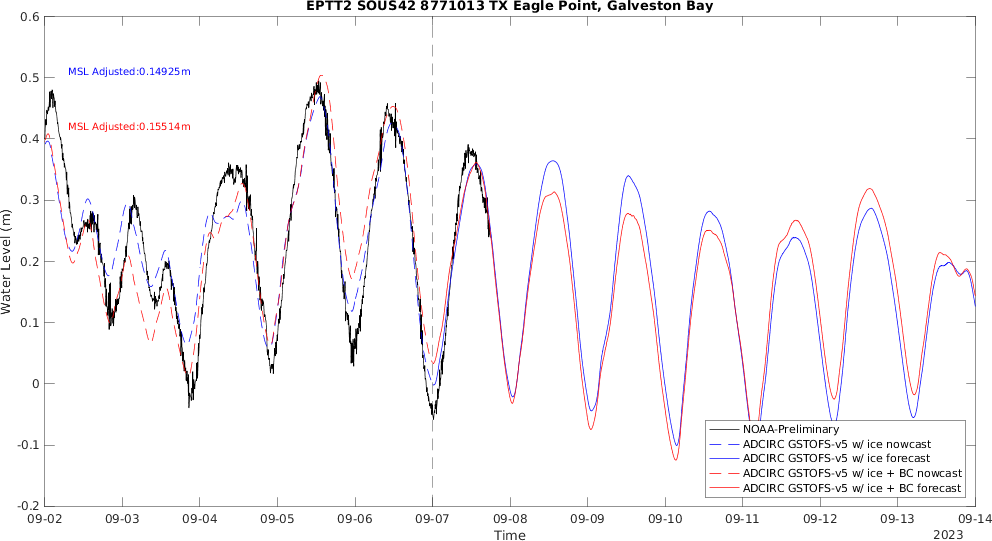 EPTT2 SOUS42 8771013 TX Eagle Point, Galveston Bay
0.6
0.5
0.4
0.3
0.2
0.1
0
-0.1
-0.2
Water Level (m)
MSL Adjusted:0.14925m
MSL Adjusted:0.15514m
NOAA-Preliminary
ADCIRC GSTOFS-v5 w/ ice nowcast
ADCIRC GSTOFS-v5 w/ ice forecast
ADCIRC GSTOFS-v5 w/ ice + BC nowcast
ADCIRC GSTOFS-v5 w/ ice + BC forecast
09-02 09-03 09-04 09-05 09-06 09-07 09-08 09-09 09-10 09-11 09-12 09-13 09-14
Time
2023